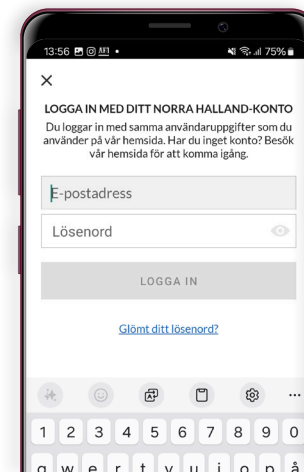 13:56 75%
LOGGA IN MED DITT NORRA HALLAND-KONTO
Du loggar in med samma användaruppgifter som du
använder på vår hemsida. Har du inget konto? Besök
vår hemsida för att komma igång.
E-postadress
Lösenord
LOGGA IN
Glömt ditt lösenord?
1 2 3 4 5 6 7 8 9 0
q w e r t y u i o p å